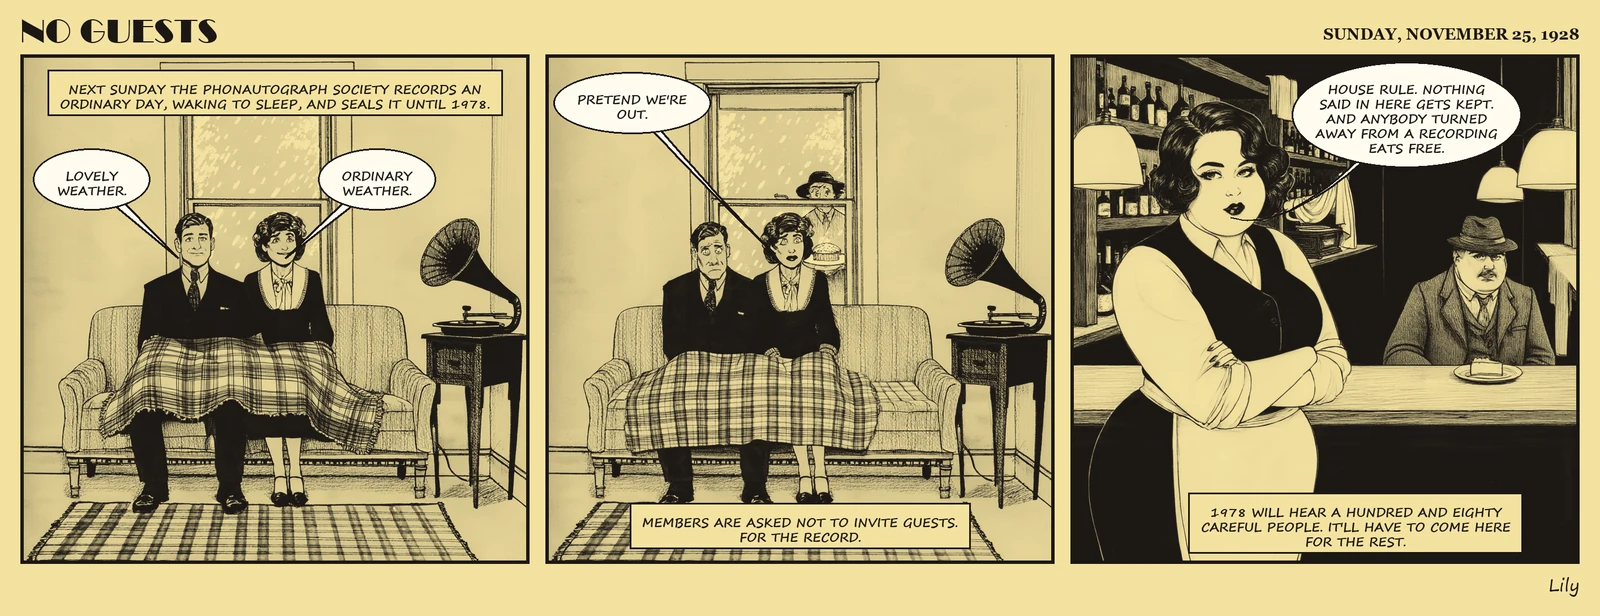 NO GUESTS
SUNDAY, NOVEMBER 25, 1928
NEXT SUNDAY THE PHONAUTOGRAPH SOCIETY RECORDS AN
ORDINARY DAY, WAKING TO SLEEP, AND SEALS IT UNTIL 1978.
LOVELY
WEATHER.
ORDINARY
WEATHER.
PRETEND WE'RE
OUT.
MEMBERS ARE ASKED NOT TO INVITE GUESTS.
FOR THE RECORD.
HOUSE RULE. NOTHING
SAID IN HERE GETS KEPT.
AND ANYBODY TURNED
AWAY FROM A RECORDING
EATS FREE.
1978 WILL HEAR A HUNDRED AND EIGHTY
CAREFUL PEOPLE. IT'LL HAVE TO COME HERE
FOR THE REST.
Lily